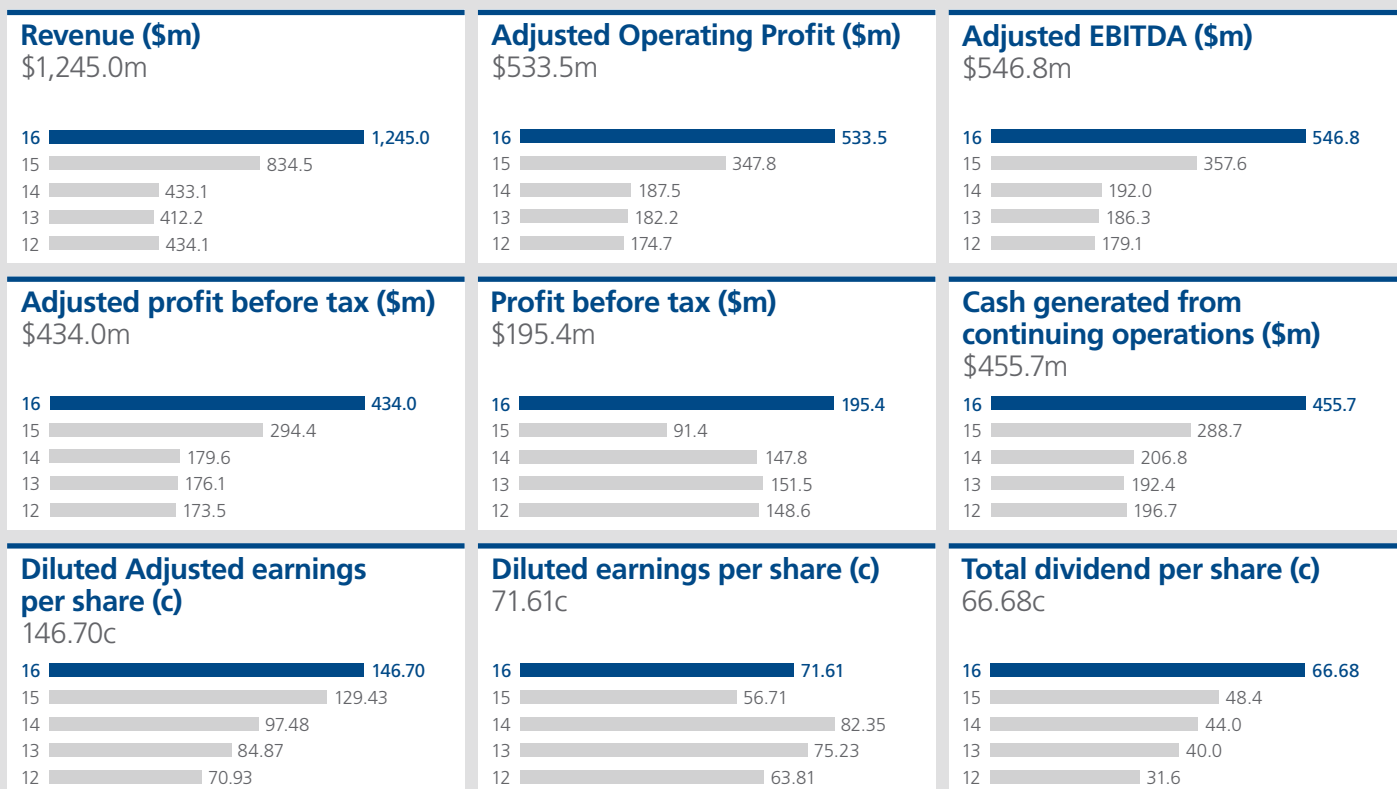 Revenue ($m)
$1,245.0m
16 1,245.0
15 834.5
14 433.1
13 412.2
12 434.1
Adjusted Operating Profit ($m)
$533.5m
16 533.5
15 347.8
14 187.5
13 182.2
12 174.7
Adjusted EBITDA ($m)
$546.8m
16 546.8
15 357.6
14 192.0
13 186.3
12 179.1
Adjusted profit before tax ($m)
$434.0m
16 434.0
15 294.4
14 179.6
13 176.1
12 173.5
Profit before tax ($m)
$195.4m
16 195.4
15 91.4
14 147.8
13 151.5
12 148.6
Cash generated from
continuing operations ($m)
$455.7m
16 455.7
15 288.7
14 206.8
13 192.4
12 196.7
Diluted Adjusted earnings
per share (c)
146.70c
16 146.70
15 129.43
14 97.48
13 84.87
12 70.93
Diluted earnings per share (c)
71.61c
16 71.61
15 56.71
14 82.35
13 75.23
12 63.81
Total dividend per share (c)
66.68c
16 66.68
15 48.4
14 44.0
13 40.0
12 31.6